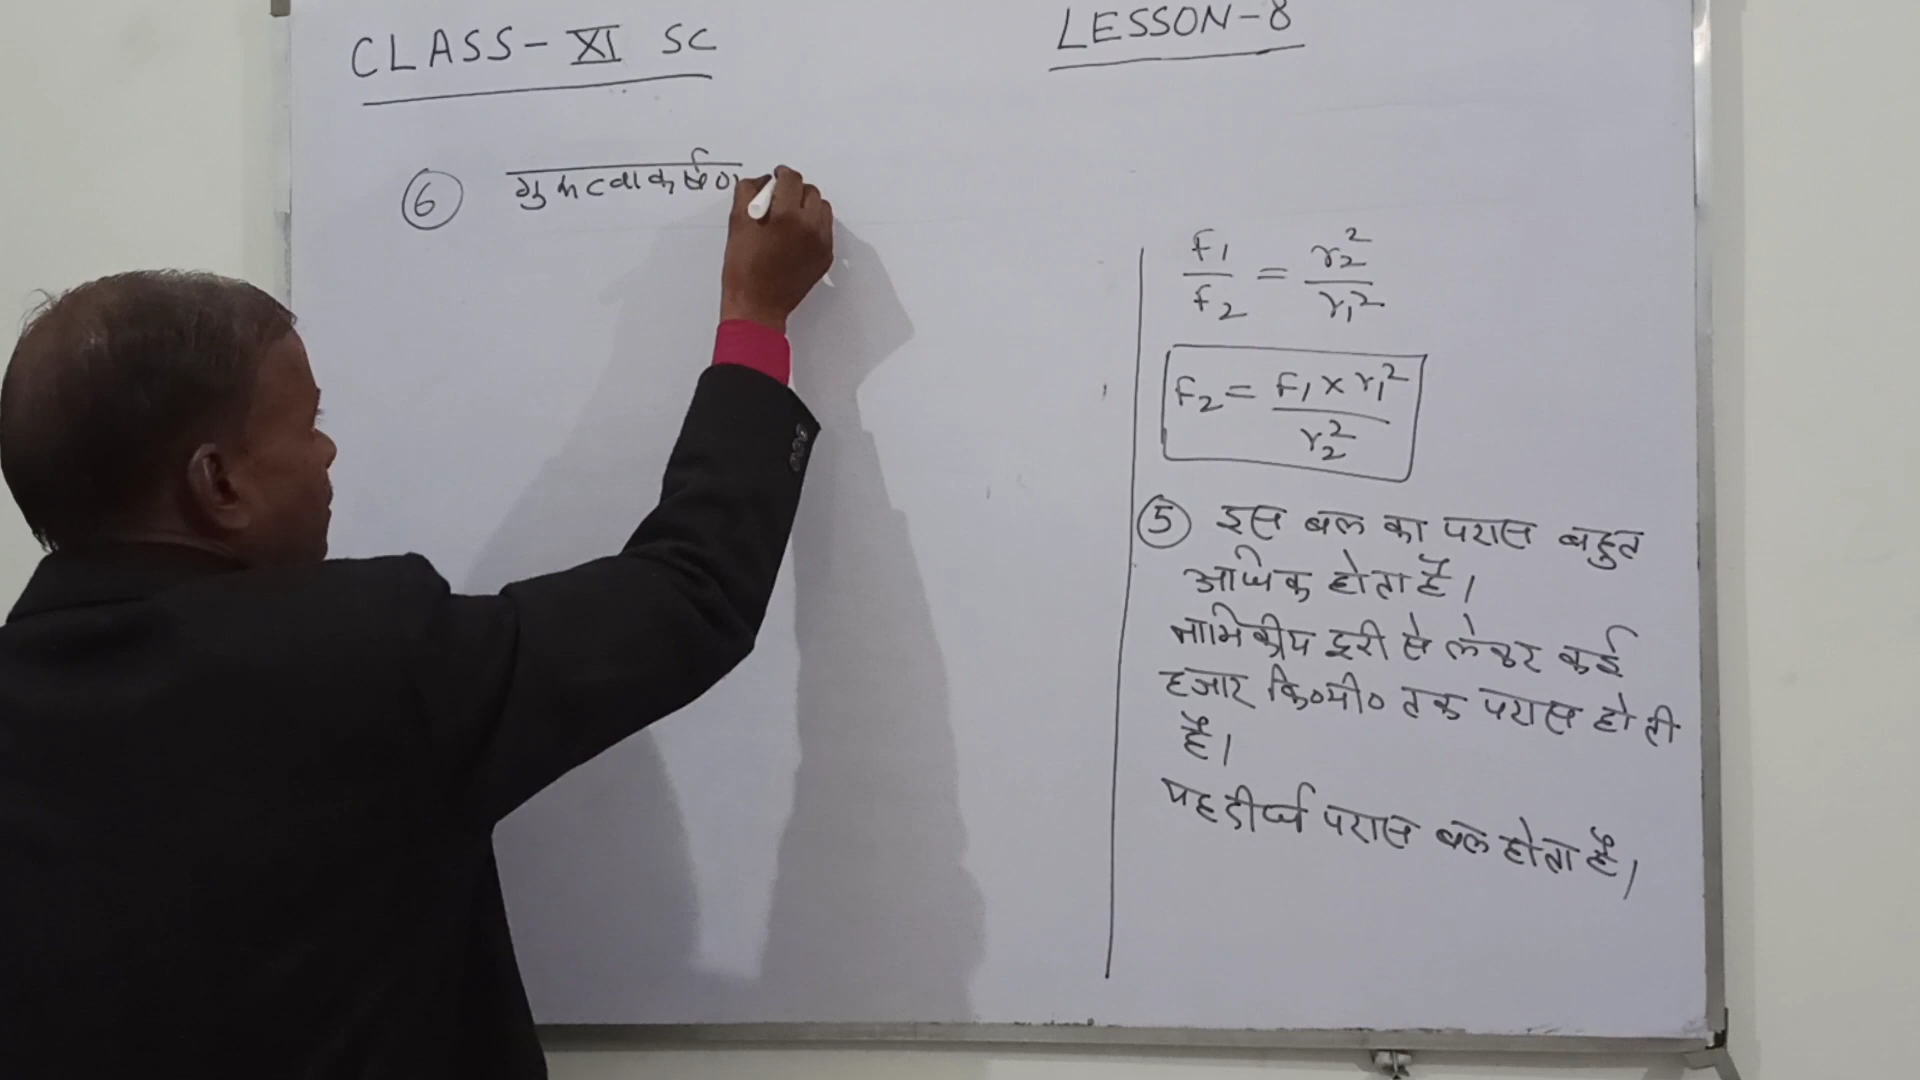 CLASS-XI SC
LESSON-8
6 गुरूत्वाकर्षण
F1/F2 = r2²/r1²
F2 = F1 x r1²/r2²
5 इस बल का परास बहुत
अधिक होता है।
नाभिकीय दूरी से लेकर कई
हजार कि०मी० तक परास होती
है।
यह दीर्घ परास बल होता है।